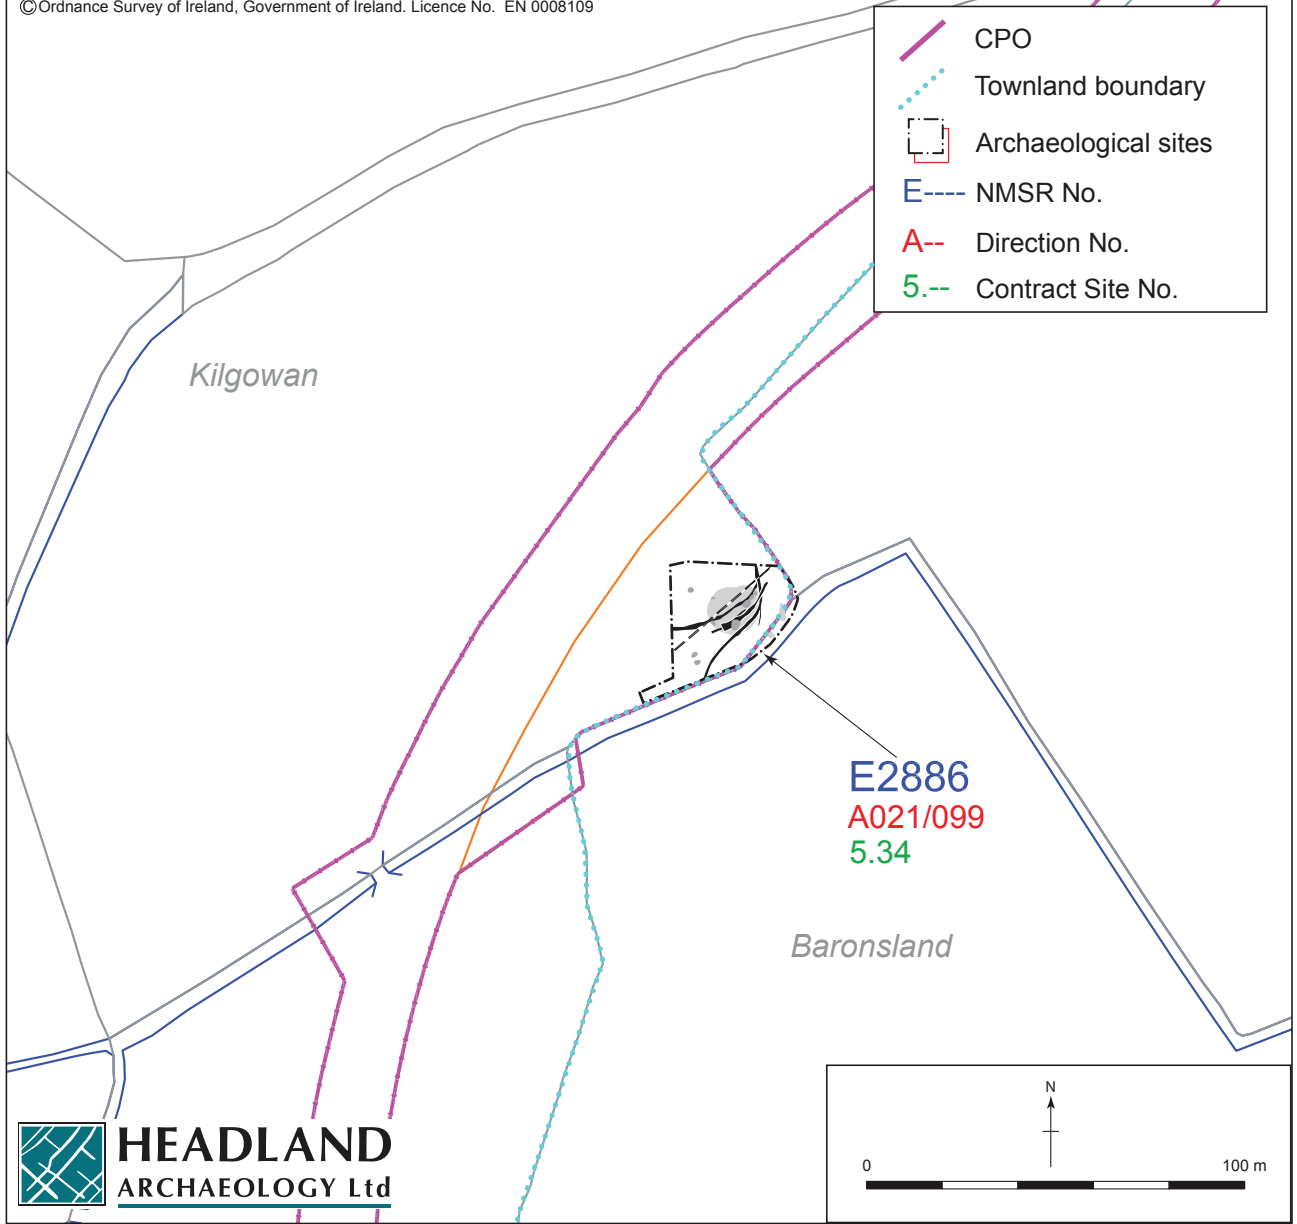 ©Ordnance Survey of Ireland, Government of Ireland. Licence No. EN 0008109
CPO
Townland boundary
Archaeological sites
E---- NMSR No.
A-- Direction No.
5.-- Contract Site No.
Kilgowan
E2886
A021/099
5.34
Baronsland
N
0 100 m
HEADLAND
ARCHAEOLOGY Ltd